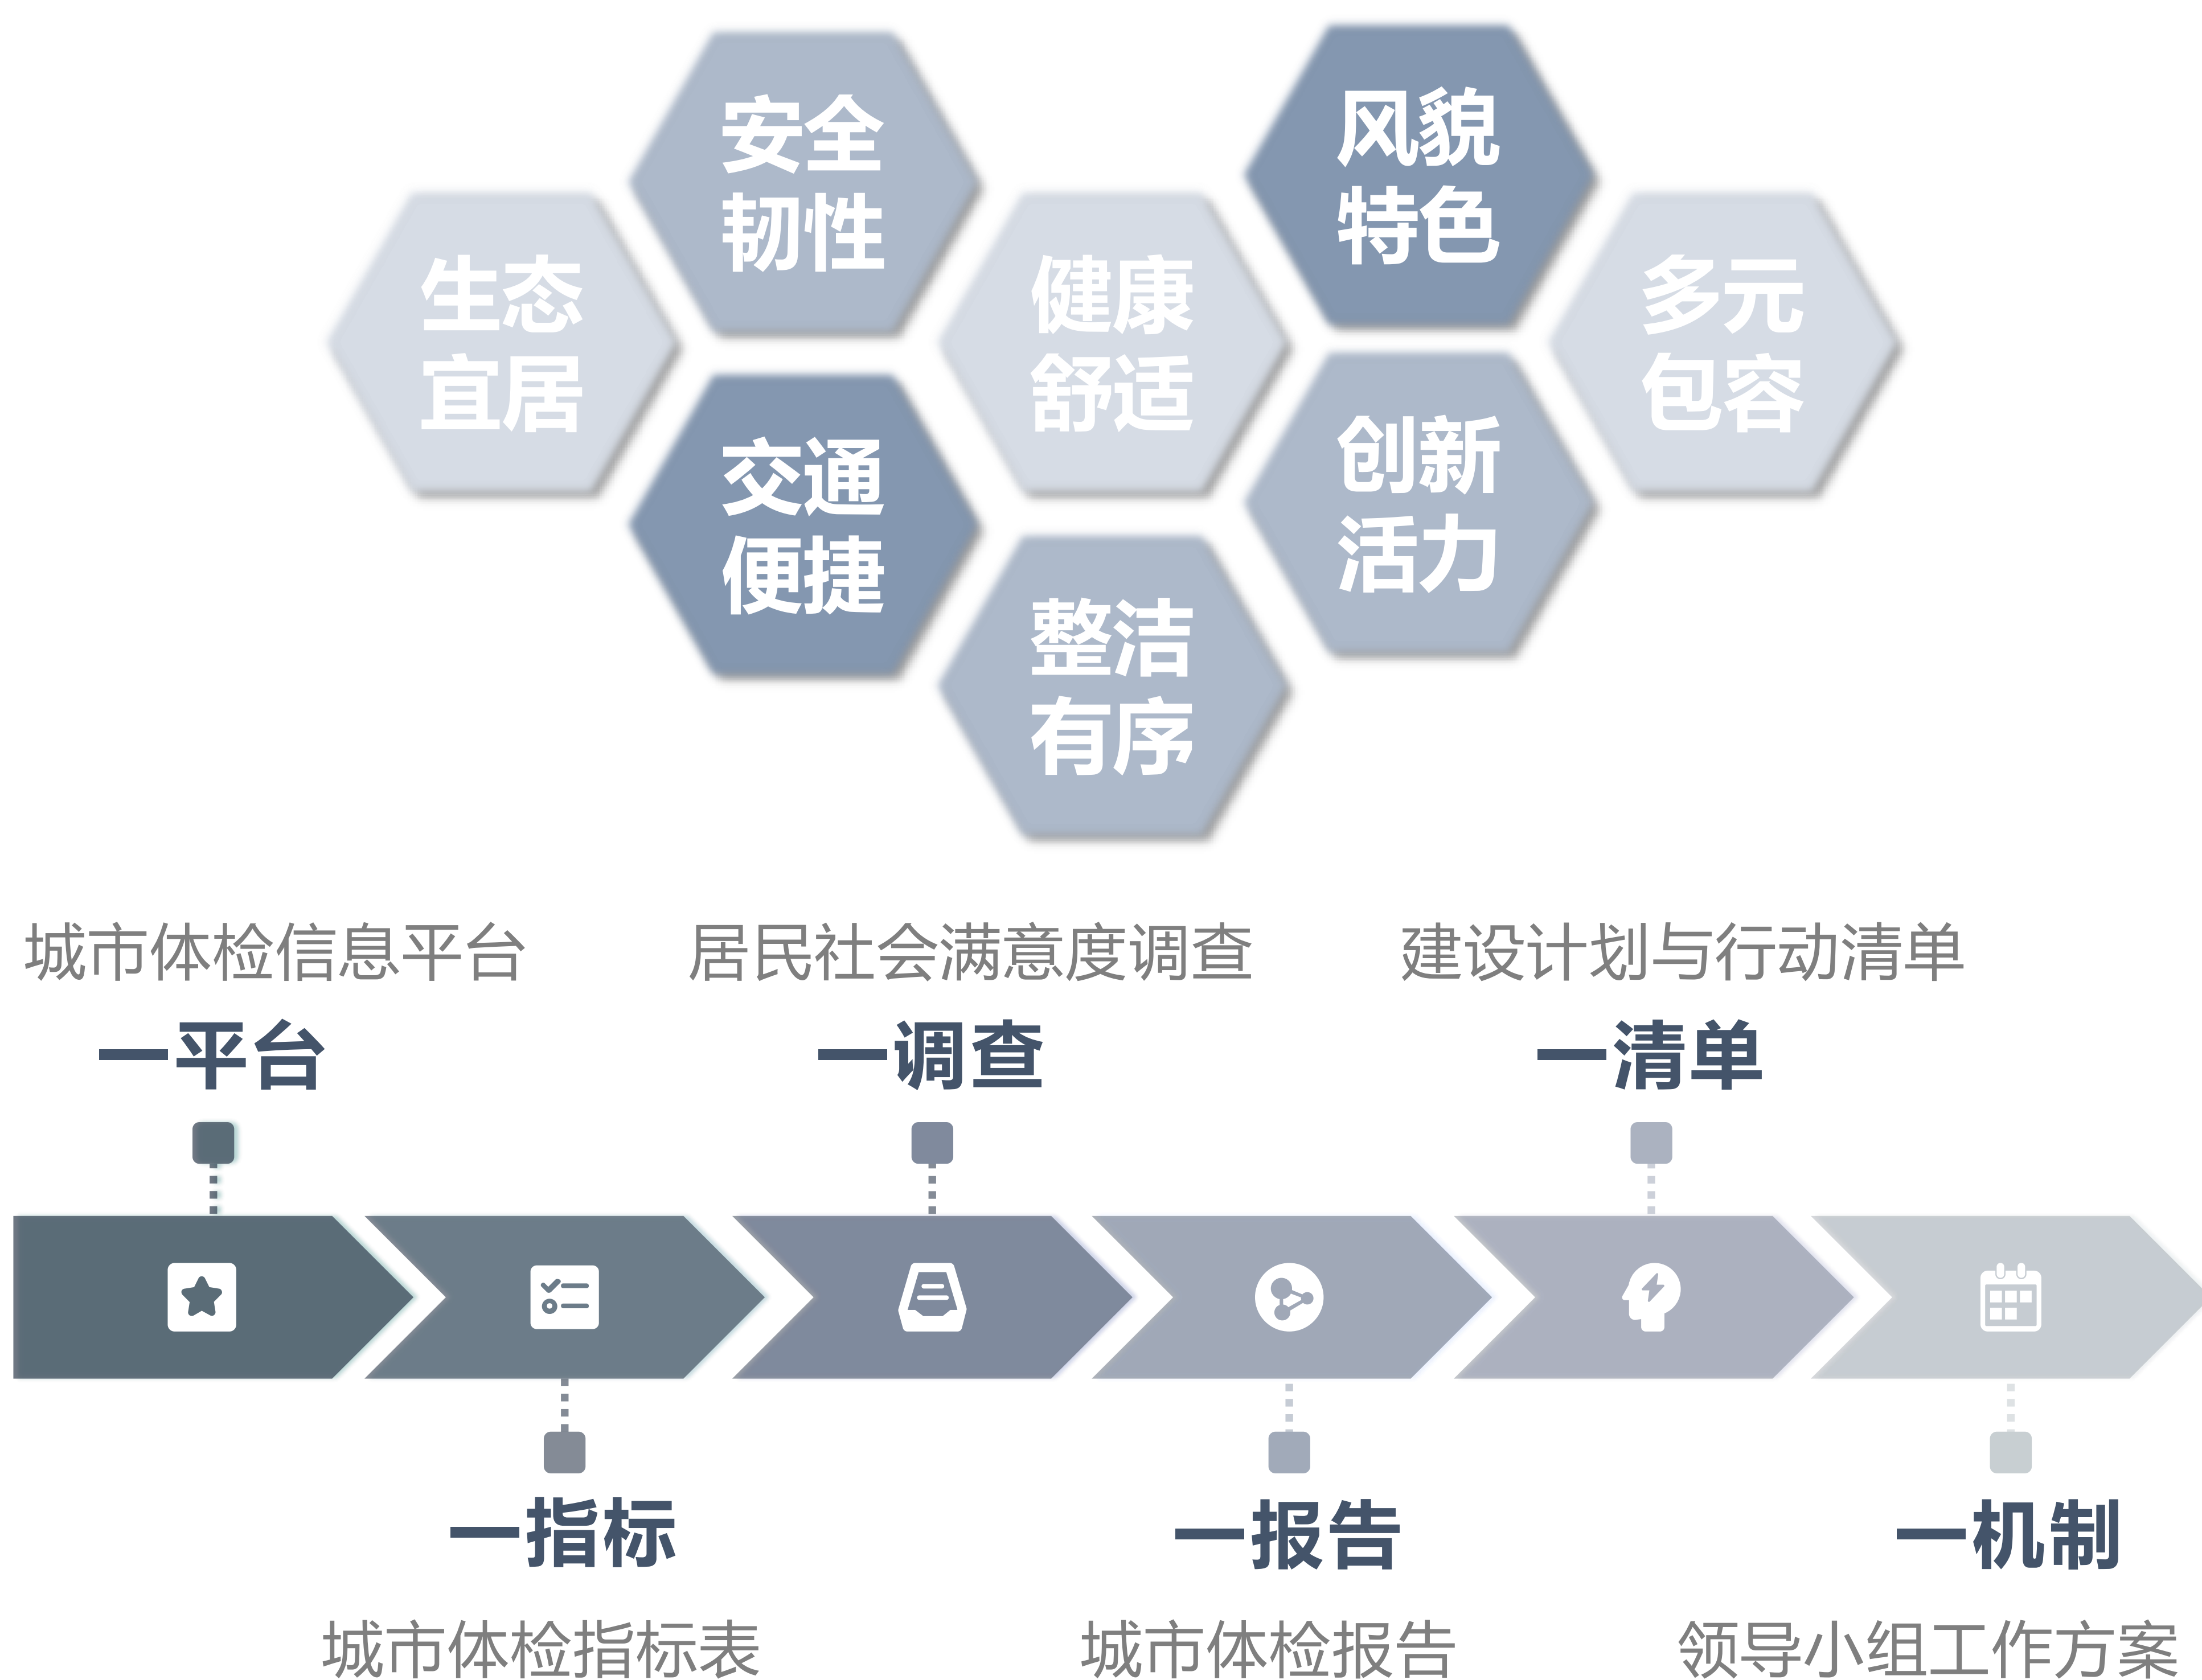 生态
宜居
安全
韧性
交通
便捷
健康
舒适
整洁
有序
风貌
特色
创新
活力
多元
包容
城市体检信息平台
一平台
居民社会满意度调查
一调查
建设计划与行动清单
一清单
一指标
城市体检指标表
一报告
城市体检报告
一机制
领导小组工作方案